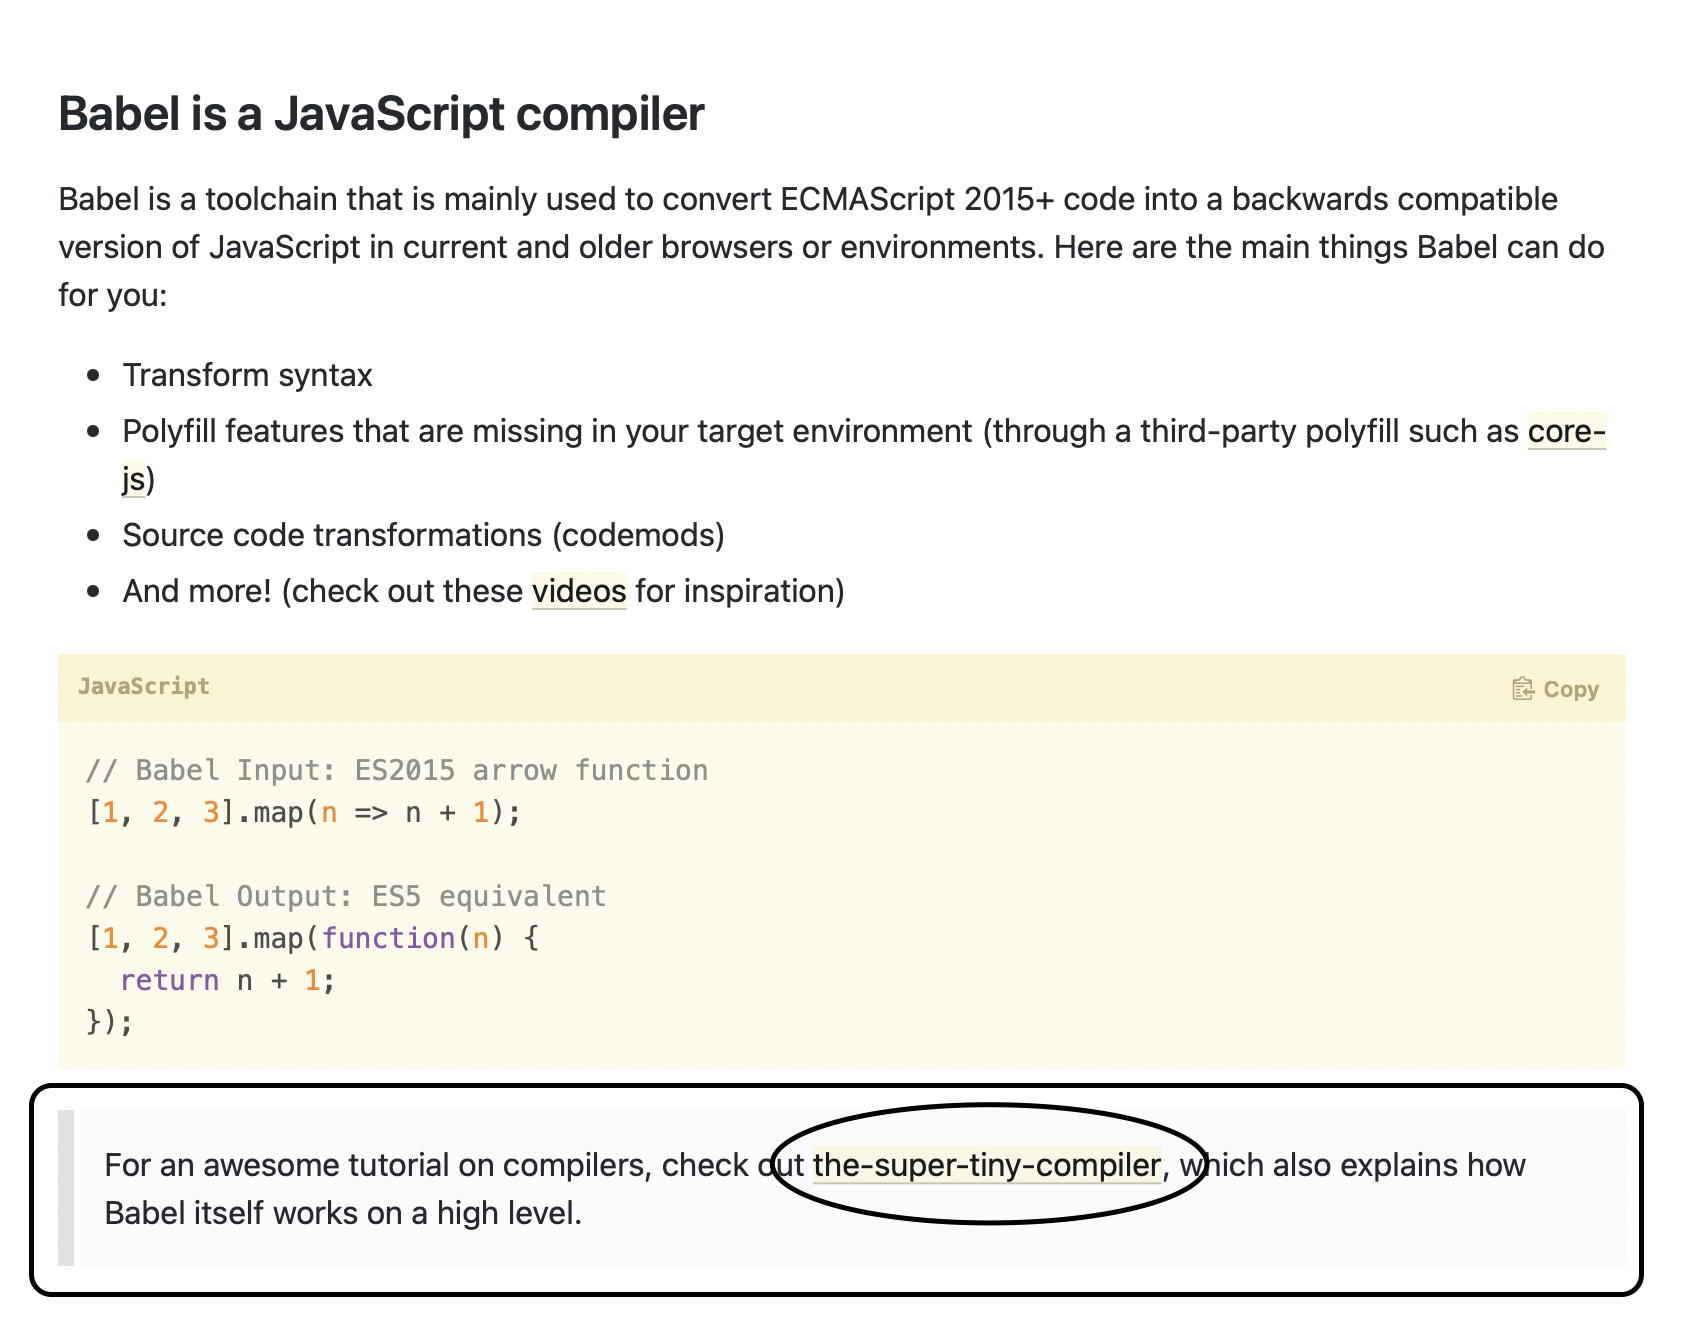 Babel is a JavaScript compiler
Babel is a toolchain that is mainly used to convert ECMAScript 2015+ code into a backwards compatible
version of JavaScript in current and older browsers or environments. Here are the main things Babel can do
for you:
• Transform syntax
• Polyfill features that are missing in your target environment (through a third-party polyfill such as core-
js)
• Source code transformations (codemods)
• And more! (check out these videos for inspiration)
JavaScript
Copy
// Babel Input: ES2015 arrow function
[1, 2, 3].map(n => n + 1);

// Babel Output: ES5 equivalent
[1, 2, 3].map(function(n) {
  return n + 1;
});
For an awesome tutorial on compilers, check out the-super-tiny-compiler, which also explains how
Babel itself works on a high level.